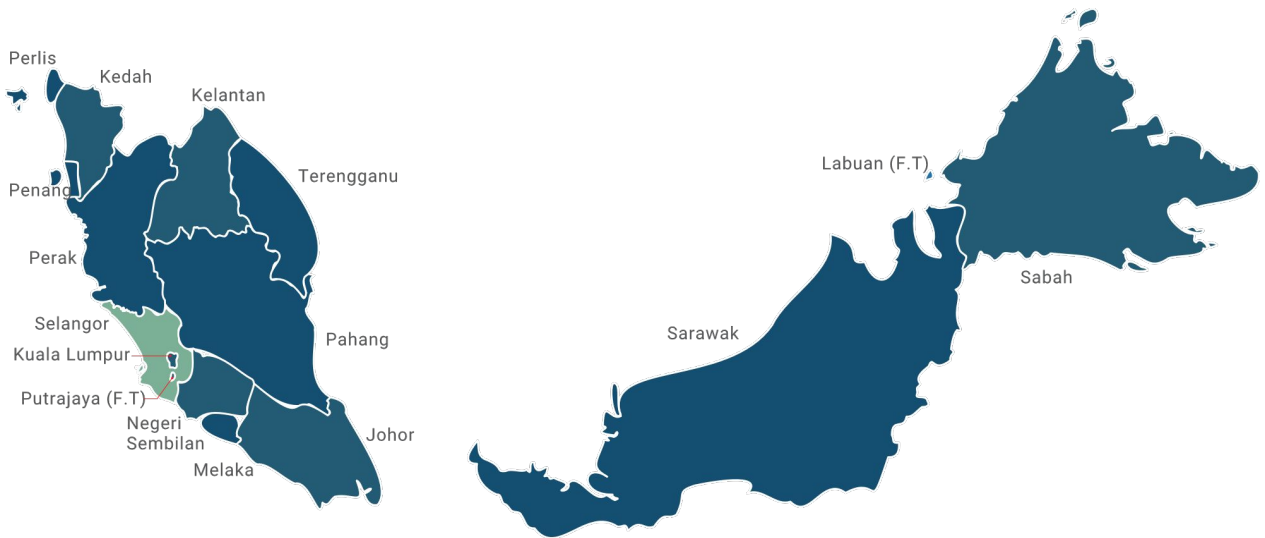 Perlis
Kedah
Kelantan
Terengganu
Penang
Labuan (F.T)
Perak
Sabah
Selangor
Sarawak
Pahang
Kuala Lumpur
Putrajaya (F.T)
Negeri
Sembilan
Johor
Melaka